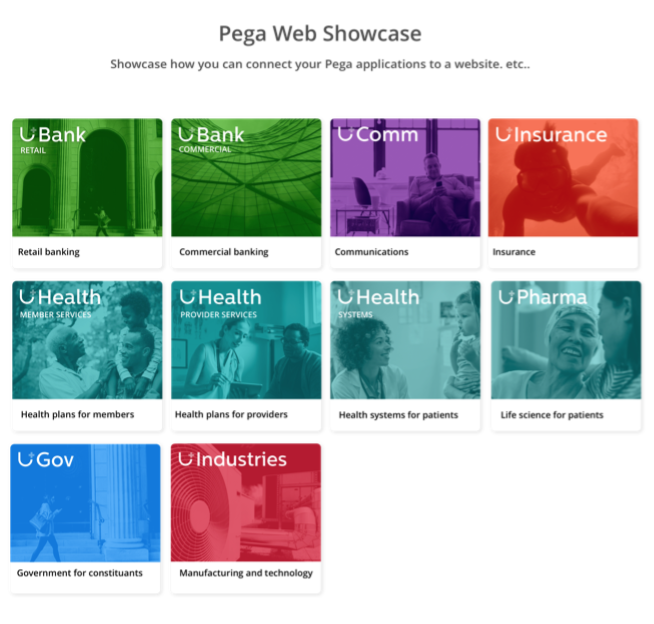 Pega Web Showcase
Showcase how you can connect your Pega applications to a website. etc..
UBank
RETAIL
Retail banking
UBank
COMMERCIAL
Commercial banking
UComm
Communications
UInsurance
Insurance
UHealth
MEMBER SERVICES
Health plans for members
UHealth
PROVIDER SERVICES
Health plans for providers
UHealth
SYSTEMS
Health systems for patients
UPharma
Life science for patients
UGov
Government for constituants
UIndustries
Manufacturing and technology